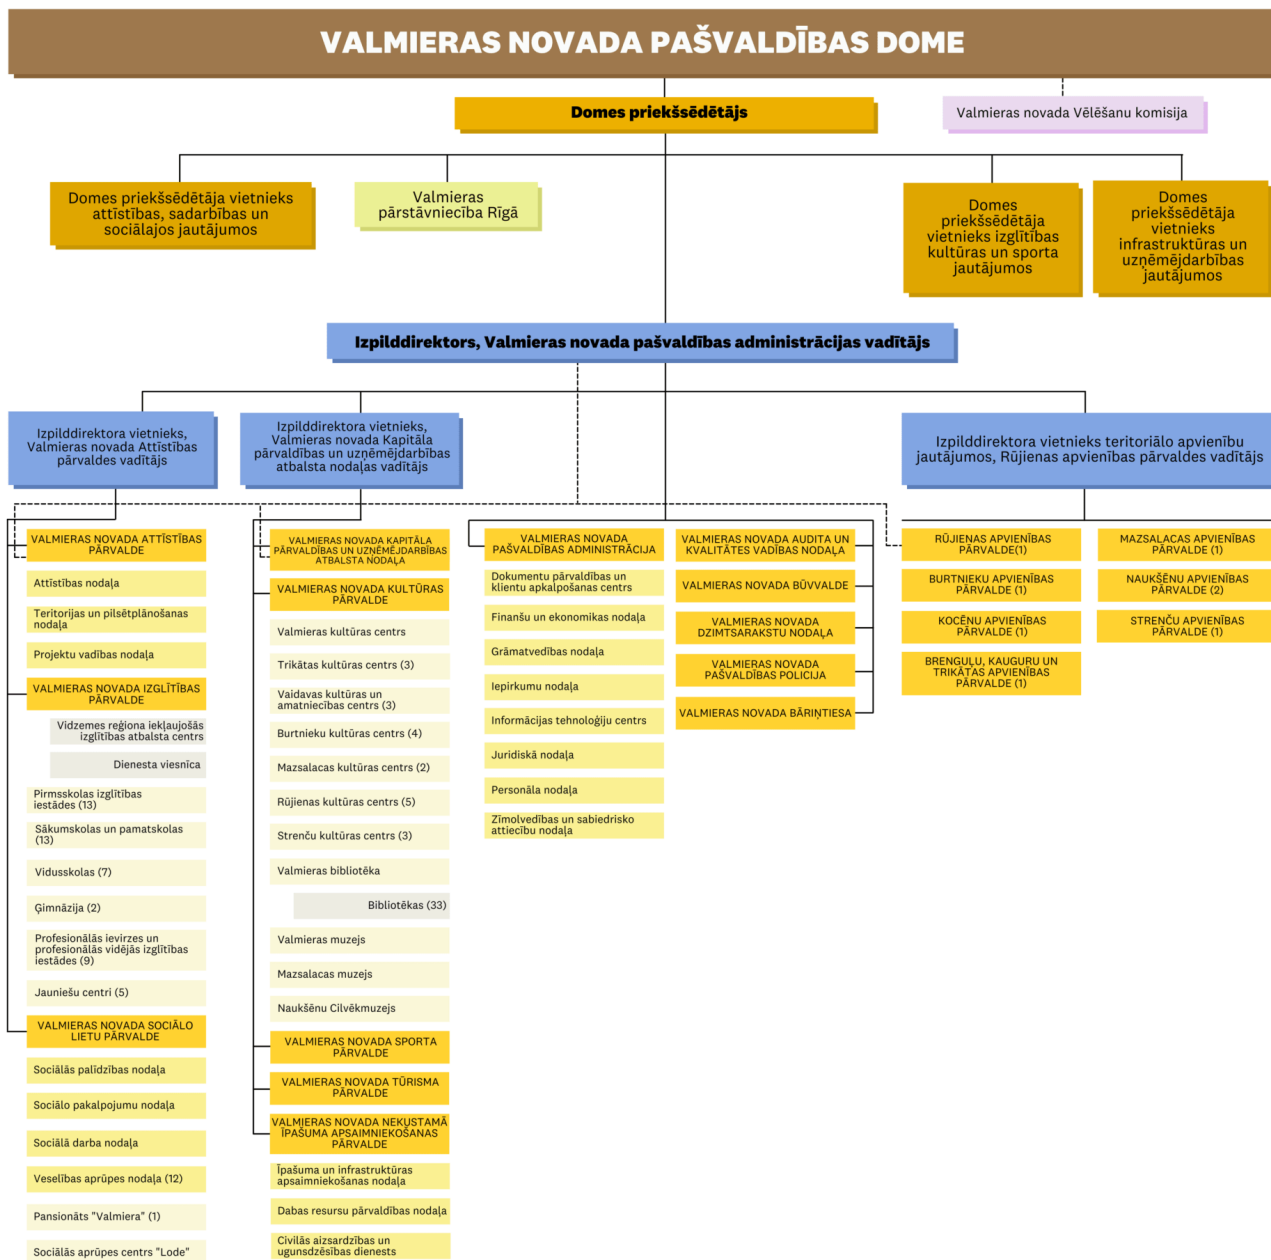 VALMIERAS NOVADA PAŠVALDĪBAS DOME
Domes priekšsēdētājs
Valmieras novada Vēlēšanu komisija
Domes priekšsēdētāja vietnieks
attīstības, sadarbības un
sociālajos jautājumos
Valmieras
pārstāvniecība Rīgā
Domes
priekšsēdētāja
vietnieks izglītības
kultūras un sporta
jautājumos
Domes
priekšsēdētāja
vietnieks
infrastruktūras un
uzņēmējdarbības
jautājumos
Izpilddirektors, Valmieras novada pašvaldības administrācijas vadītājs
Izpilddirektora vietnieks,
Valmieras novada Attīstības
pārvaldes vadītājs
Izpilddirektora vietnieks,
Valmieras novada Kapitāla
pārvaldības un uzņēmējdarbības
atbalsta nodaļas vadītājs
Izpilddirektora vietnieks teritoriālo apvienību
jautājumos, Rūjienas apvienības pārvaldes vadītājs
VALMIERAS NOVADA ATTĪSTĪBAS
PĀRVALDE
Attīstības nodaļa
Teritorijas un pilsētplānošanas
nodaļa
Projektu vadības nodaļa
VALMIERAS NOVADA IZGLĪTĪBAS
PĀRVALDE
Vidzemes reģiona iekļaujošās
izglītības atbalsta centrs
Dienesta viesnīca
Pirmsskolas izglītības
iestādes (13)
Sākumskolas un pamatskolas
(13)
Vidusskolas (7)
Ģimnāzija (2)
Profesionālās ievirzes un
profesionālās vidējās izglītības
iestādes (9)
Jauniešu centri (5)
VALMIERAS NOVADA SOCIĀLO
LIETU PĀRVALDE
Sociālās palīdzības nodaļa
Sociālo pakalpojumu nodaļa
Sociālā darba nodaļa
Veselības aprūpes nodaļa (12)
Pansionāts "Valmiera" (1)
Sociālās aprūpes centrs "Lode"
VALMIERAS NOVADA KAPITĀLA
PĀRVALDĪBAS UN UZŅĒMĒJDARBĪBAS
ATBALSTA NODAĻA
VALMIERAS NOVADA KULTŪRAS
PĀRVALDE
Valmieras kultūras centrs
Trikātas kultūras centrs (3)
Vaidavas kultūras un
amatniecības centrs (3)
Burtnieku kultūras centrs (4)
Mazsalacas kultūras centrs (2)
Rūjienas kultūras centrs (5)
Strenču kultūras centrs (3)
Valmieras bibliotēka
Bibliotēkas (33)
Valmieras muzejs
Mazsalacas muzejs
Naukšēnu Cilvēkmuzejs
VALMIERAS NOVADA SPORTA
PĀRVALDE
VALMIERAS NOVADA TŪRISMA
PĀRVALDE
VALMIERAS NOVADA NEKUSTAMĀ
ĪPAŠUMA APSAIMNIEKOŠANAS
PĀRVALDE
Īpašuma un infrastruktūras
apsaimniekošanas nodaļa
Dabas resursu pārvaldības nodaļa
Civilās aizsardzības un
ugunsdzēsības dienests
VALMIERAS NOVADA
PAŠVALDĪBAS ADMINISTRĀCIJA
Dokumentu pārvaldības un
klientu apkalpošanas centrs
Finanšu un ekonomikas nodaļa
Grāmatvedības nodaļa
Iepirkumu nodaļa
Informācijas tehnoloģiju centrs
Juridiskā nodaļa
Personāla nodaļa
Zīmolvedības un sabiedrisko
attiecību nodaļa
VALMIERAS NOVADA AUDITA UN
KVALITĀTES VADĪBAS NODAĻA
VALMIERAS NOVADA BŪVVALDE
VALMIERAS NOVADA
DZIMTSARAKSTU NODAĻA
VALMIERAS NOVADA
PAŠVALDĪBAS POLICIJA
VALMIERAS NOVADA BĀRIŅTIESA
RŪJIENAS APVIENĪBAS
PĀRVALDE(1)
BURTNIEKU APVIENĪBAS
PĀRVALDE (1)
KOCĒNU APVIENĪBAS
PĀRVALDE (1)
BRENGUĻU, KAUGURU UN
TRIKĀTAS APVIENĪBAS
PĀRVALDE (1)
MAZSALACAS APVIENĪBAS
PĀRVALDE (1)
NAUKŠĒNU APVIENĪBAS
PĀRVALDE (2)
STRENČU APVIENĪBAS
PĀRVALDE (1)